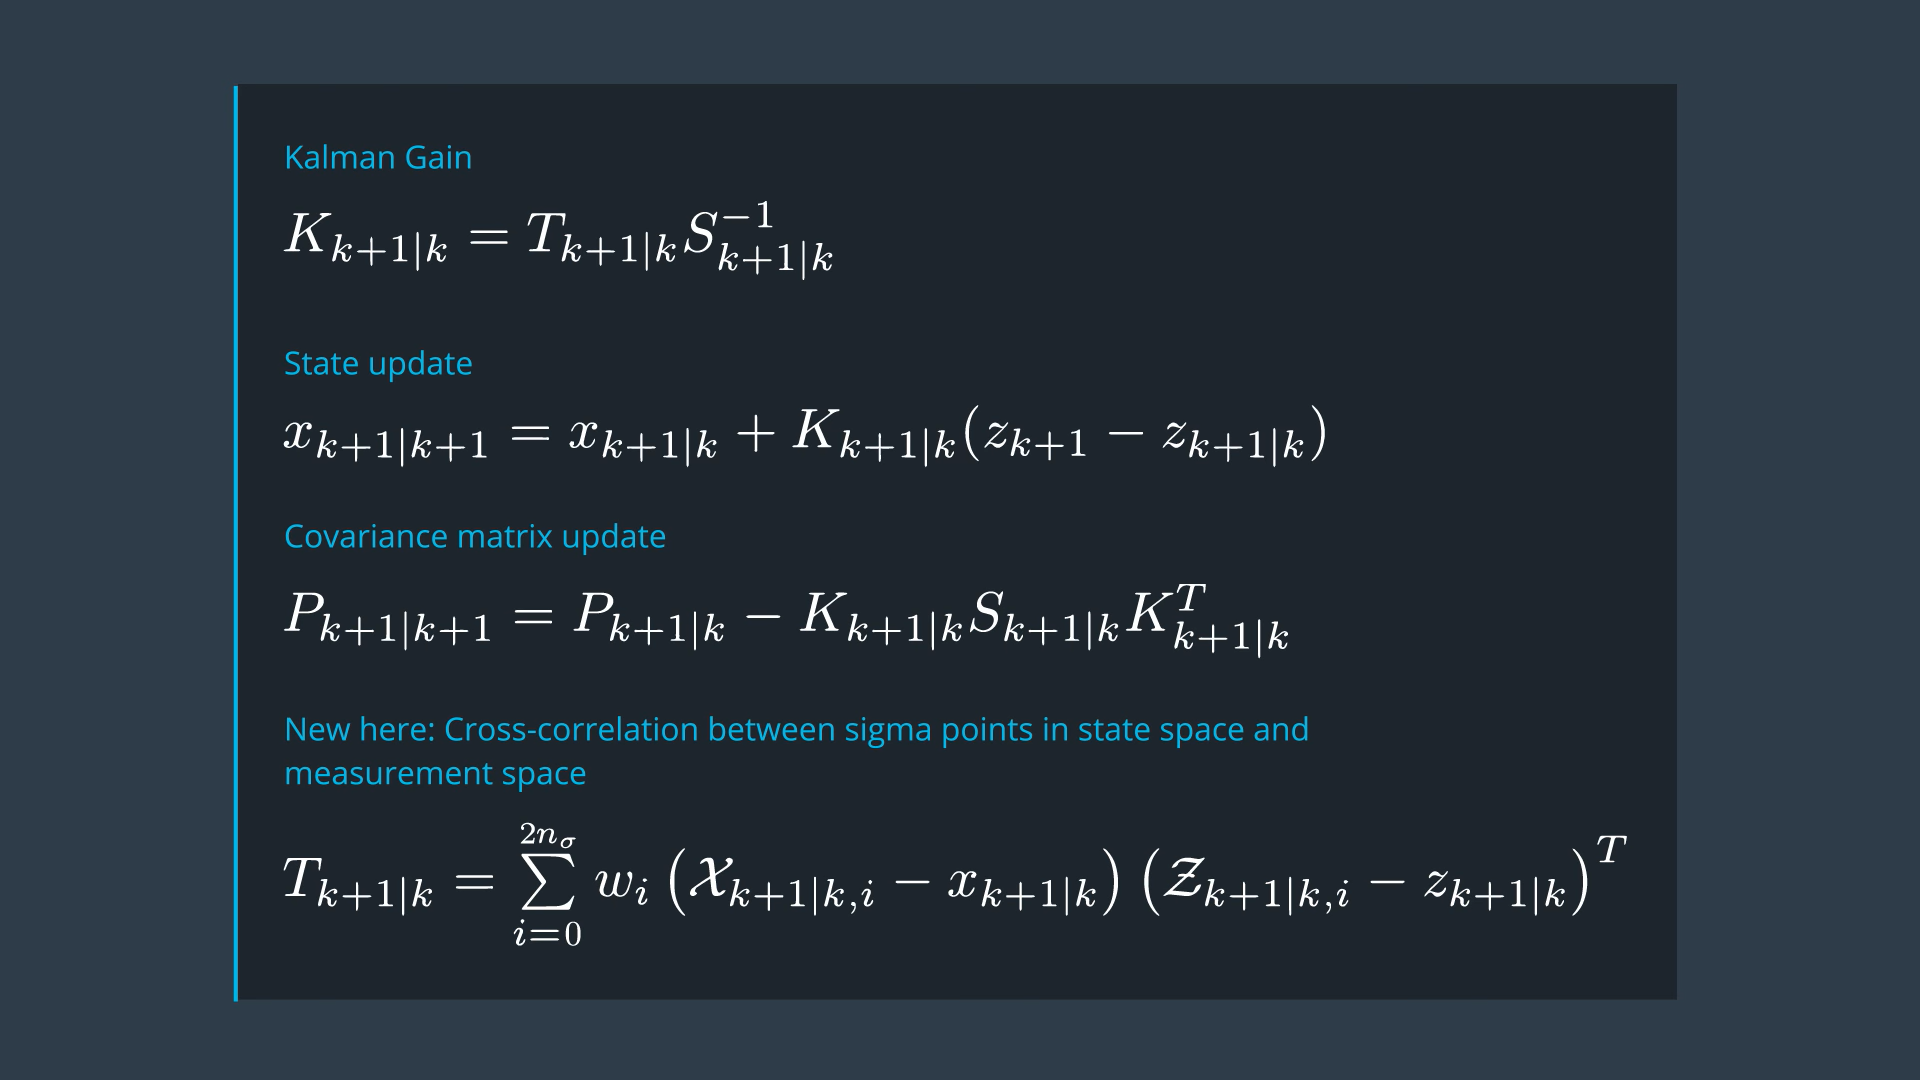 Kalman Gain
$K_{k+1|k} = T_{k+1|k} S_{k+1|k}^{-1}$
State update
$x_{k+1|k+1} = x_{k+1|k} + K_{k+1|k}(z_{k+1} - z_{k+1|k})$
Covariance matrix update
$P_{k+1|k+1} = P_{k+1|k} - K_{k+1|k} S_{k+1|k} K_{k+1|k}^{T}$
New here: Cross-correlation between sigma points in state space and
measurement space
$T_{k+1|k} = \sum_{i=0}^{2n_\sigma} w_i \left( \mathcal{X}_{k+1|k,i} - x_{k+1|k} \right) \left( \mathcal{Z}_{k+1|k,i} - z_{k+1|k} \right)^T$